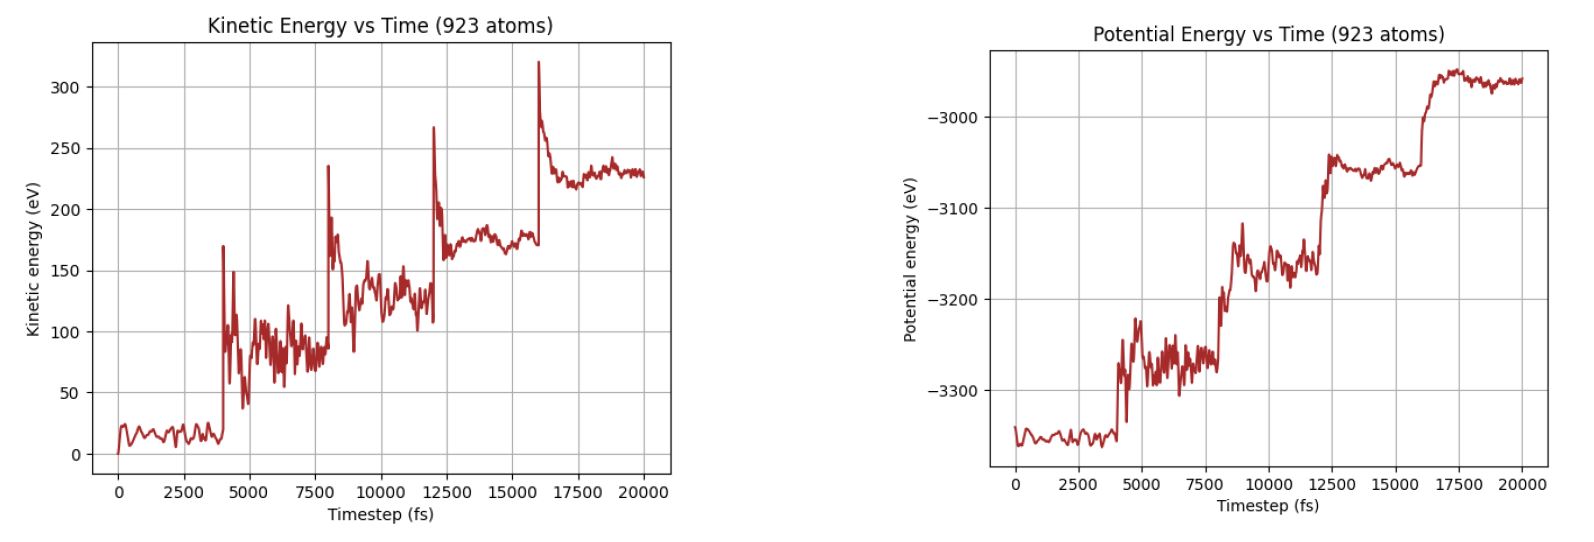 Kinetic Energy vs Time (923 atoms)
300
250
200
150
100
50
0
Kinetic energy (eV)
0 2500 5000 7500 10000 12500 15000 17500 20000
Timestep (fs)
Potential Energy vs Time (923 atoms)
−3000
−3100
−3200
−3300
Potential energy (eV)
0 2500 5000 7500 10000 12500 15000 17500 20000
Timestep (fs)